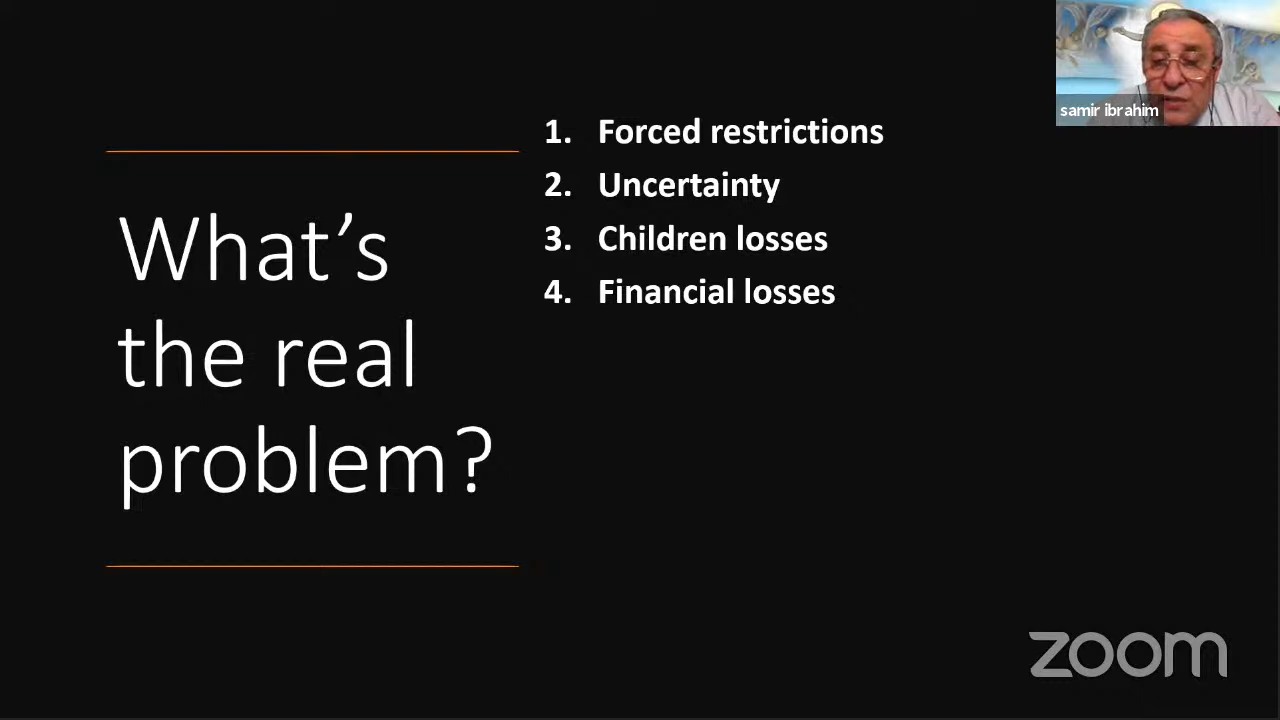 What’s
the real
problem?
1. Forced restrictions
2. Uncertainty
3. Children losses
4. Financial losses
samir ibrahim
zoom